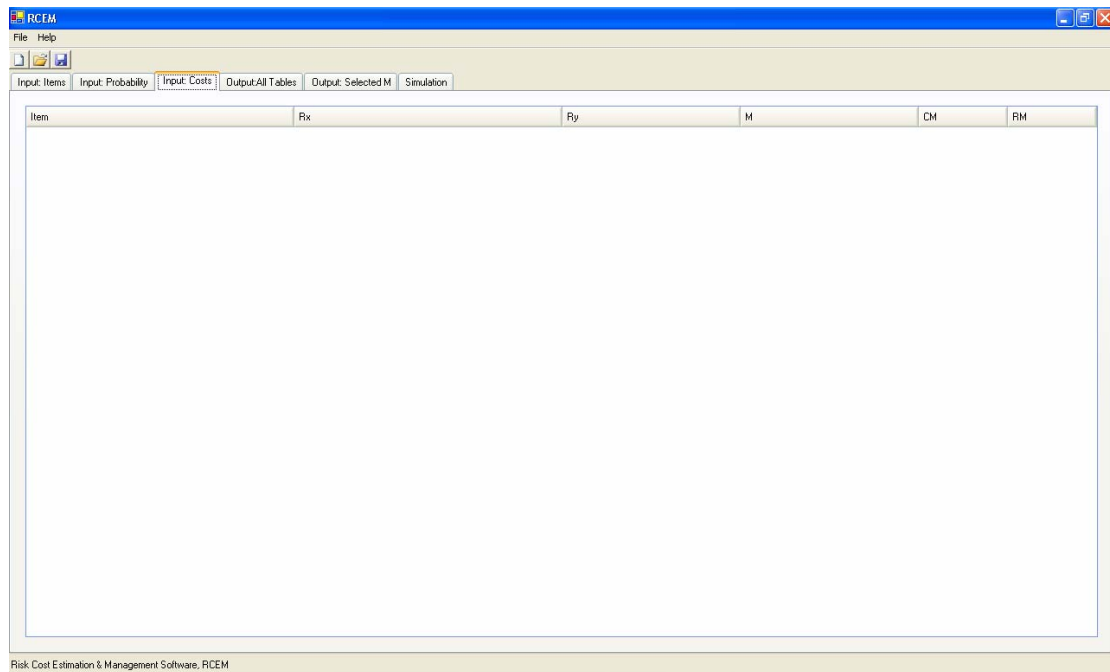 RCEM
File Help
Input: Items Input: Probability Input: Costs Output:All Tables Output: Selected M Simulation
Item Rx Ry M CM RM
Risk Cost Estimation & Management Software, RCEM